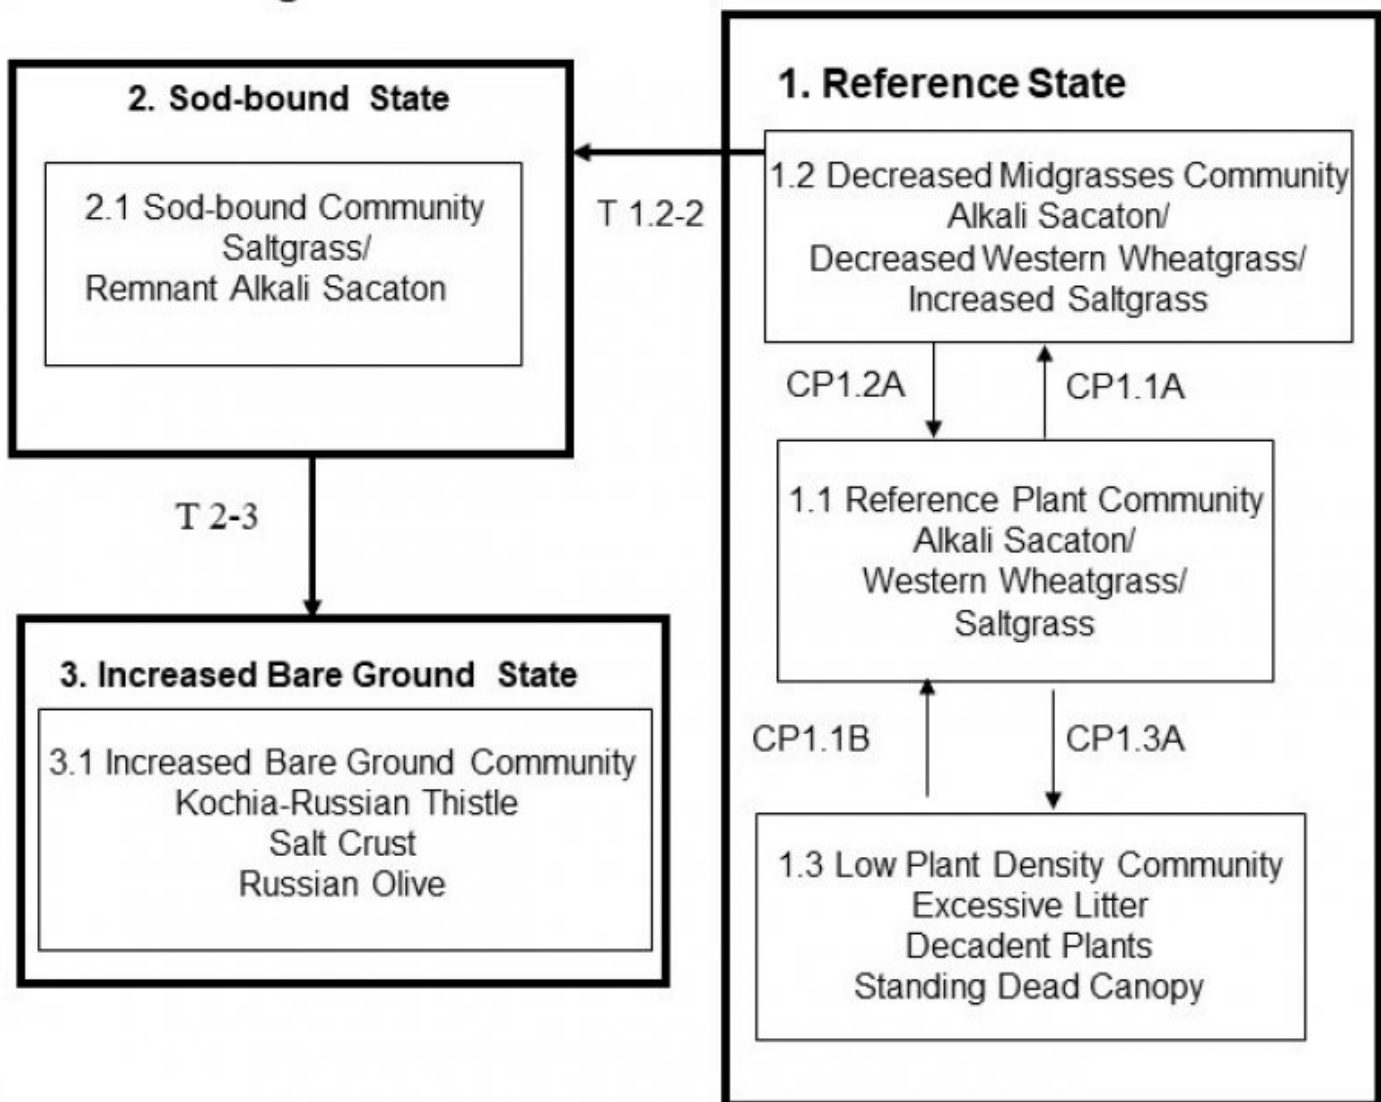 2. Sod-bound State
2.1 Sod-bound Community
Saltgrass/
Remnant Alkali Sacaton
T 1.2-2
T 2-3
3. Increased Bare Ground State
3.1 Increased Bare Ground Community
Kochia-Russian Thistle
Salt Crust
Russian Olive
1. Reference State
1.2 Decreased Midgrasses Community
Alkali Sacaton/
Decreased Western Wheatgrass/
Increased Saltgrass
CP1.2A
CP1.1A
1.1 Reference Plant Community
Alkali Sacaton/
Western Wheatgrass/
Saltgrass
CP1.1B
CP1.3A
1.3 Low Plant Density Community
Excessive Litter
Decadent Plants
Standing Dead Canopy